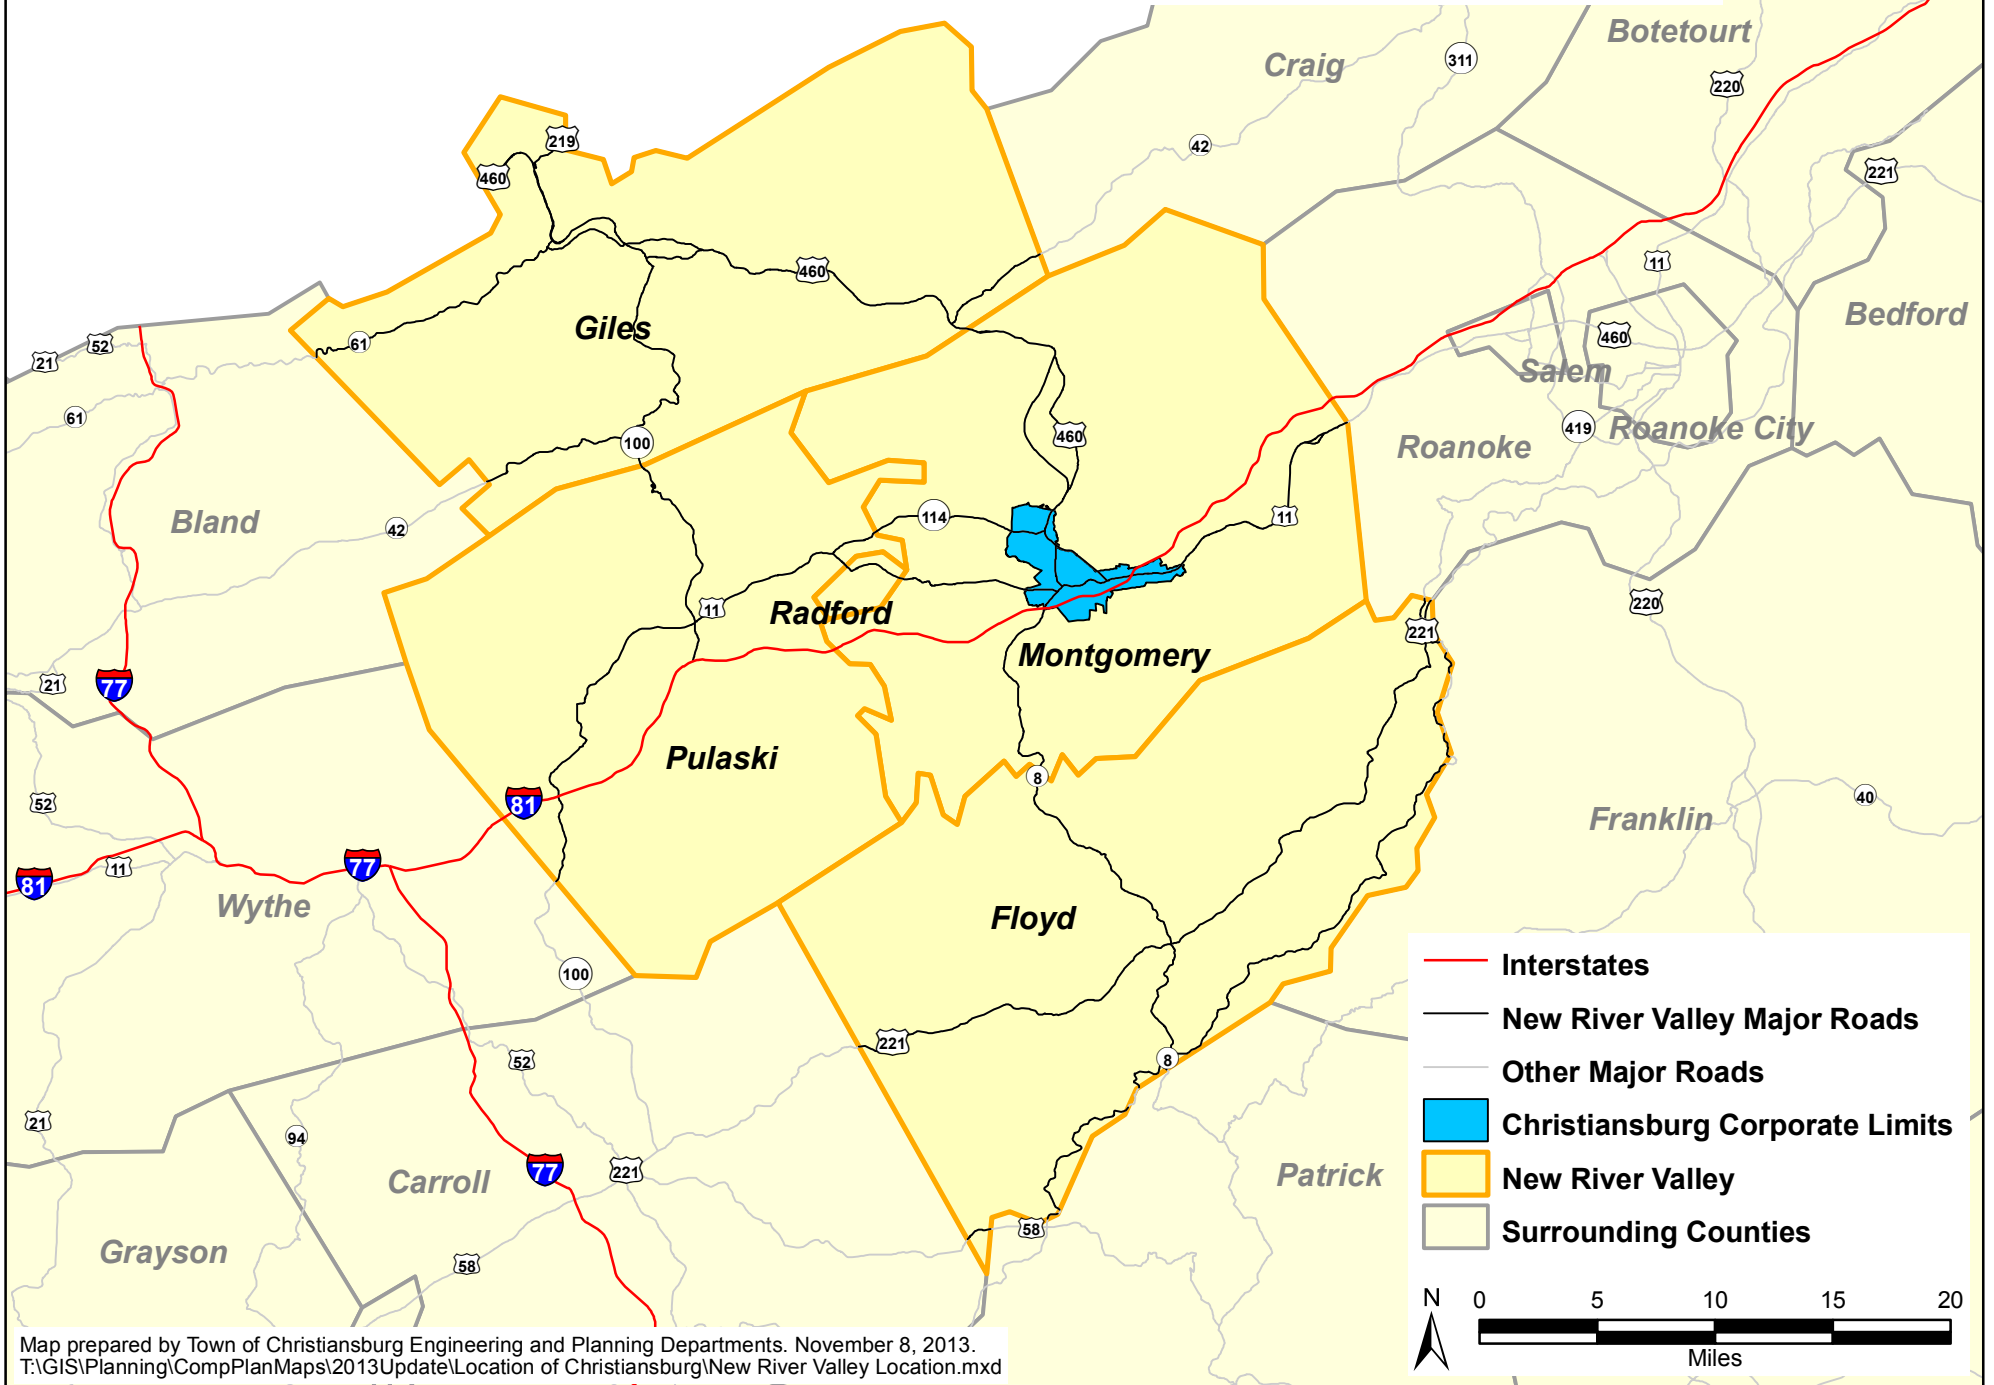 Botetourt
Craig
311
220
219
42
221
460
460
11
Giles
61
21
52
Bedford
460
Salem
61
419
Roanoke City
460
100
Roanoke
Bland
42
114
11
11
Radford
220
221
Montgomery
21
77
Pulaski
8
52
81
40
Franklin
11
77
81
Wythe
Floyd
100
221
52
8
21
94
Carroll
77
221
Patrick
58
Grayson
58
Interstates
New River Valley Major Roads
Other Major Roads
Christiansburg Corporate Limits
New River Valley
Surrounding Counties
N
0 5 10 15 20
Miles
Map prepared by Town of Christiansburg Engineering and Planning Departments. November 8, 2013.
T:\GIS\Planning\CompPlanMaps\2013Update\Location of Christiansburg\New River Valley Location.mxd